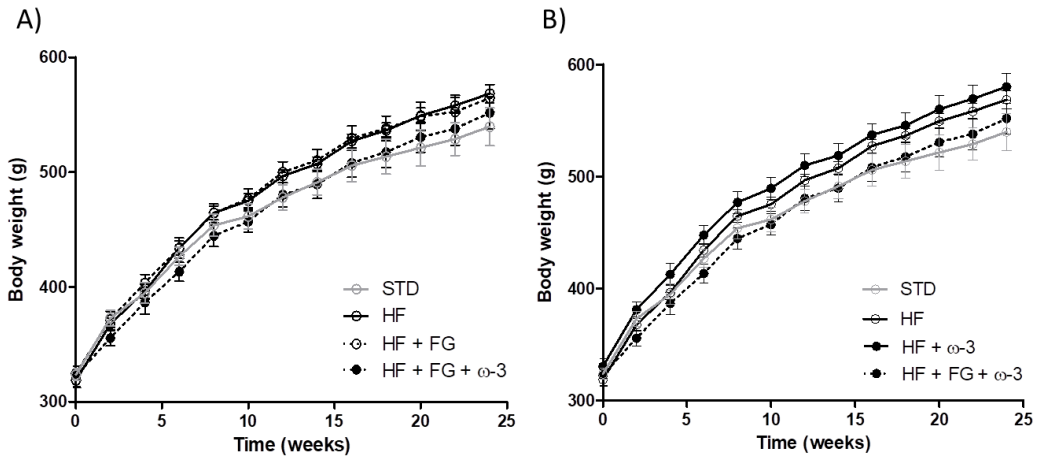 A)
Body weight (g)
600
500
400
300
0 5 10 15 20 25
Time (weeks)
STD
HF
HF + FG
HF + FG + ω-3
B)
Body weight (g)
600
500
400
300
0 5 10 15 20 25
Time (weeks)
STD
HF
HF + ω-3
HF + FG + ω-3